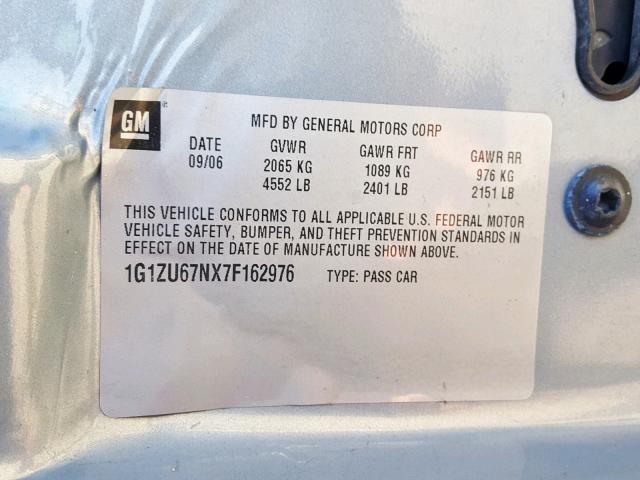 GM
MFD BY GENERAL MOTORS CORP
DATE GVWR GAWR FRT GAWR RR
09/06 2065 KG 1089 KG 976 KG
4552 LB 2401 LB 2151 LB
THIS VEHICLE CONFORMS TO ALL APPLICABLE U.S. FEDERAL MOTOR
VEHICLE SAFETY, BUMPER, AND THEFT PREVENTION STANDARDS IN
EFFECT ON THE DATE OF MANUFACTURE SHOWN ABOVE.
1G1ZU67NX7F162976 TYPE: PASS CAR